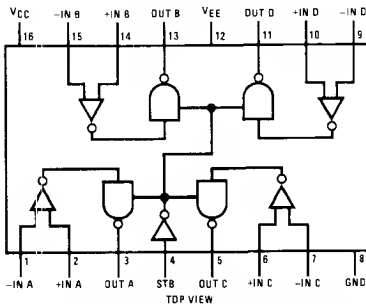 VCC −IN B +IN B OUT B VEE OUT D +IN D −IN D
16 15 14 13 12 11 10 9
1 2 3 4 5 6 7 8
−IN A +IN A OUT A STB OUT C +IN C −IN C GND
TOP VIEW